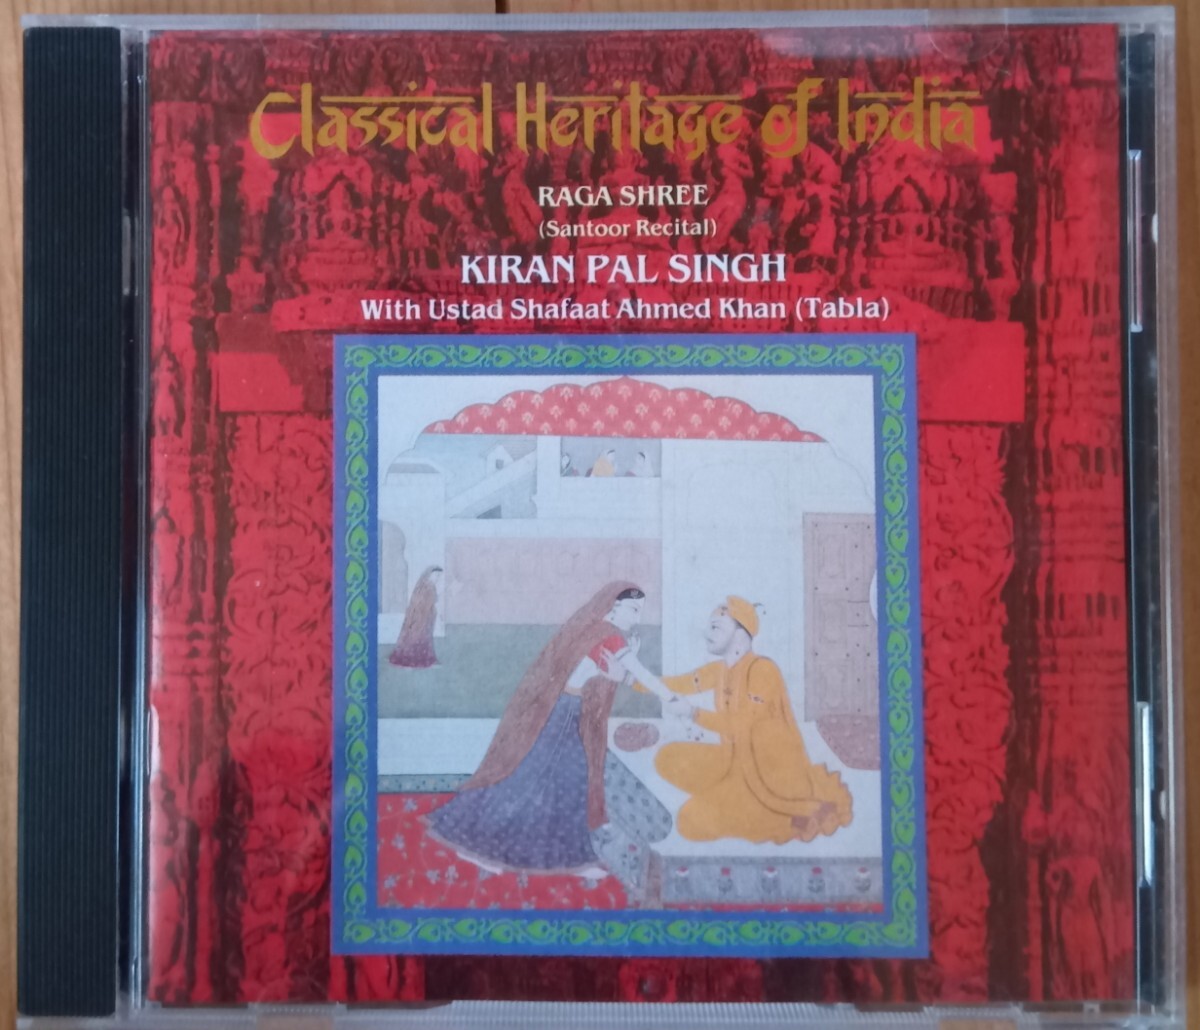 Classical Heritage of India
RAGA SHREE
(Santoor Recital)
KIRAN PAL SINGH
With Ustad Shafaat Ahmed Khan (Tabla)